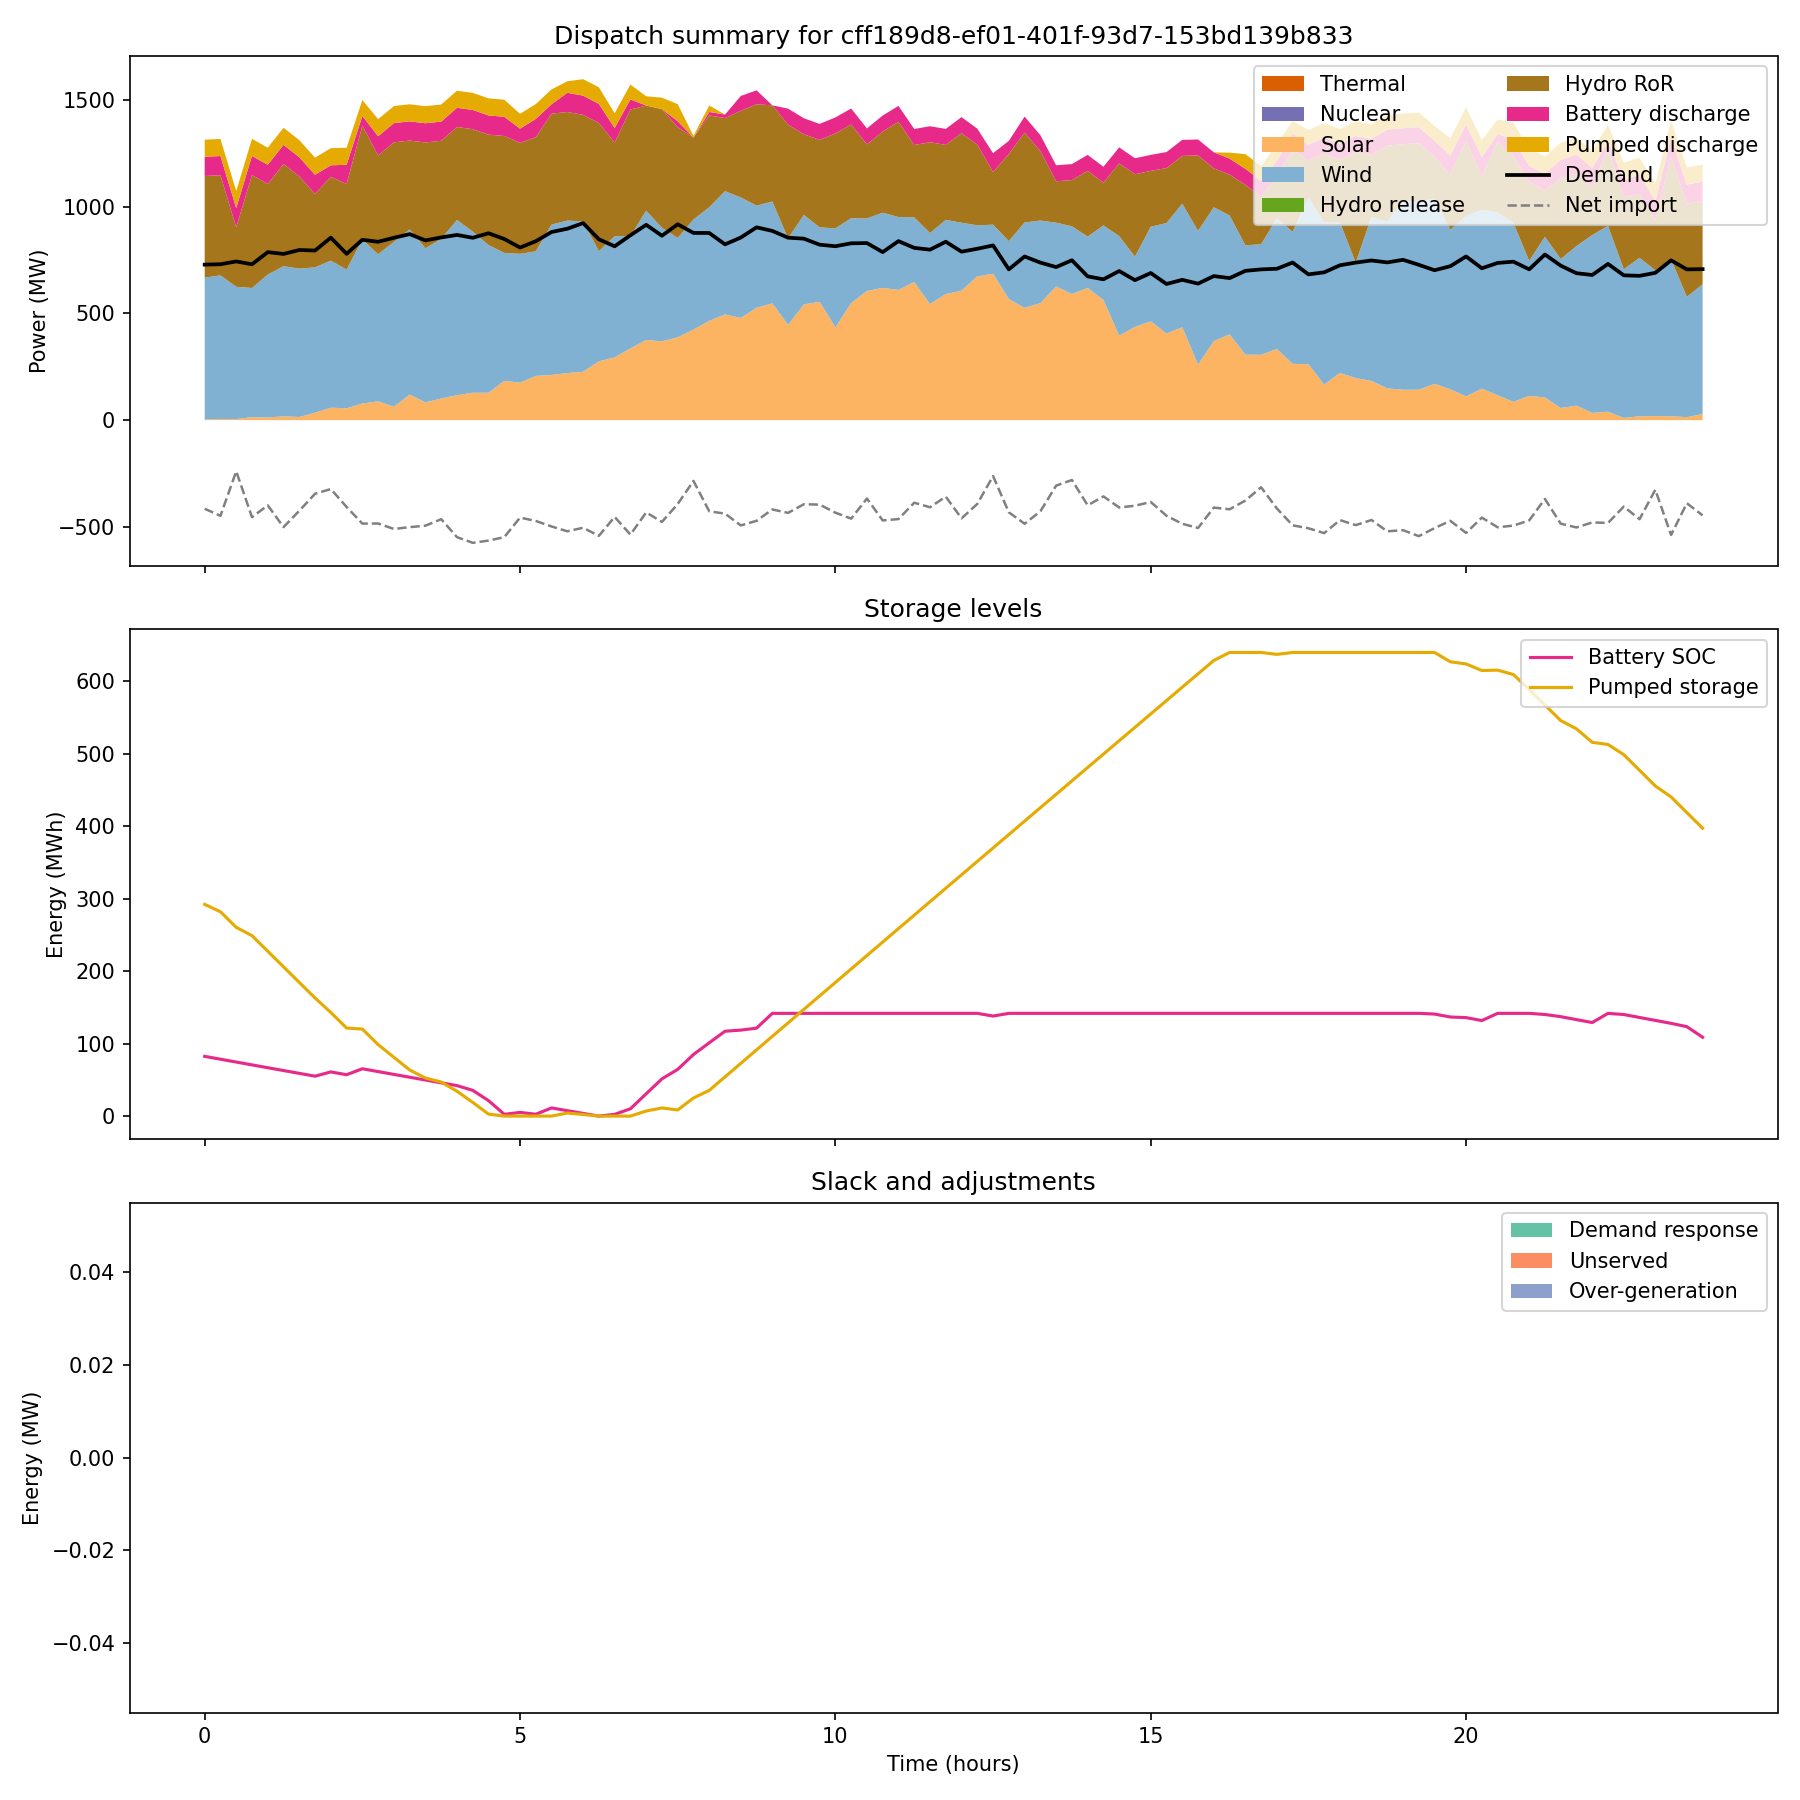 Dispatch summary for cff189d8-ef01-401f-93d7-153bd139b833
Power (MW)
1500
1000
500
0
−500
Thermal
Nuclear
Solar
Wind
Hydro release
Hydro RoR
Battery discharge
Pumped discharge
Demand
Net import
Storage levels
Energy (MWh)
600
500
400
300
200
100
0
Battery SOC
Pumped storage
Slack and adjustments
Energy (MW)
0.04
0.02
0.00
−0.02
−0.04
Demand response
Unserved
Over-generation
0 5 10 15 20
Time (hours)